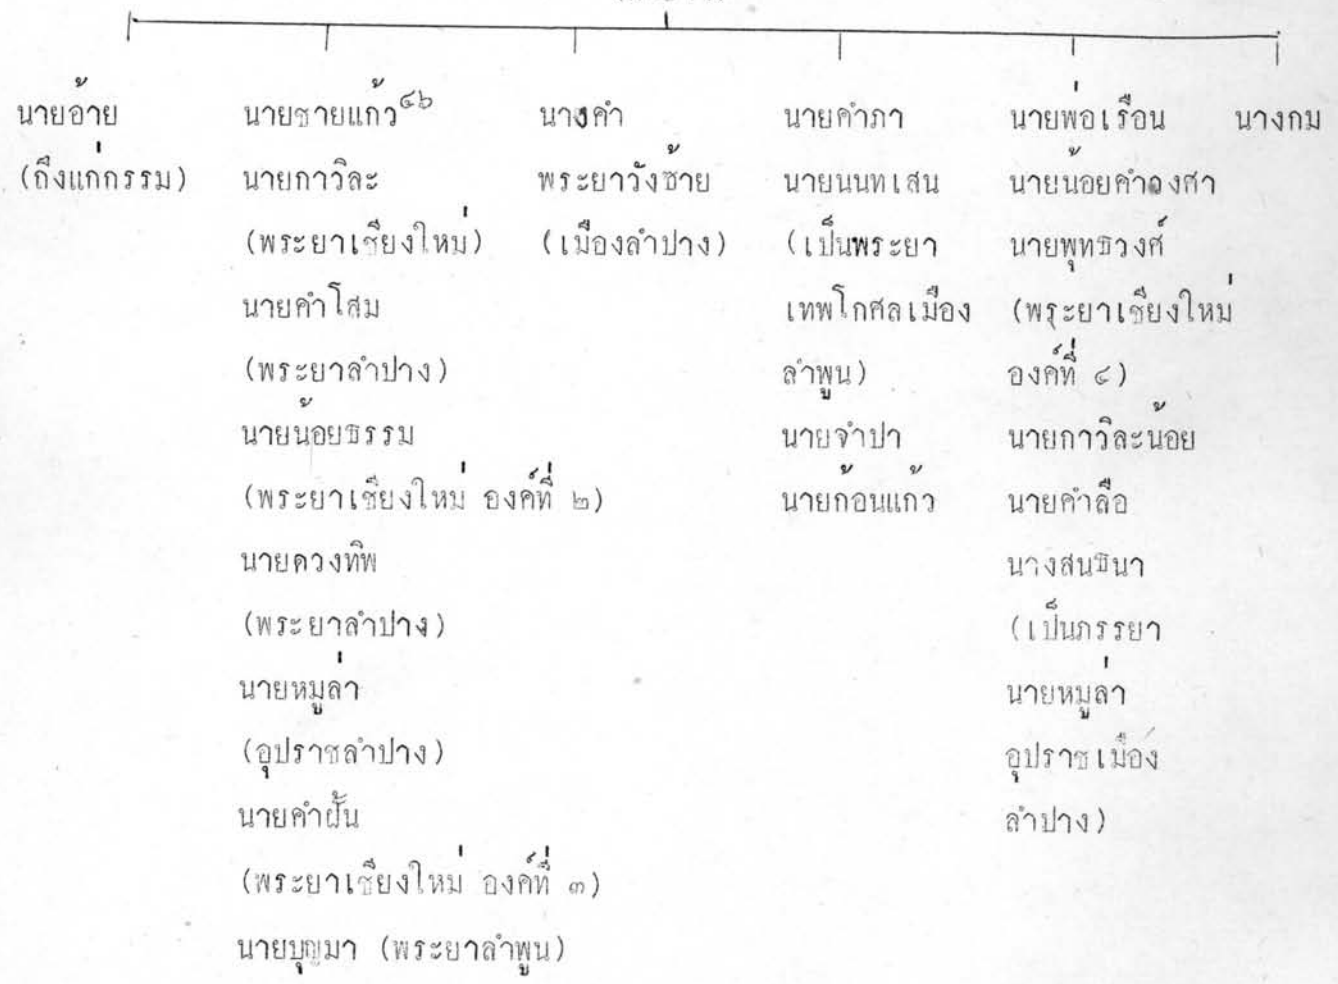 นายอ้าย
(ถึงแก่กรรม)
นายชายแก้ว๔๖
นายกาวิละ
(พระยาเชียงใหม่)
นายคำโสม
(พระยาลำปาง)
นายน้อยธรรม
(พระยาเชียงใหม่ องค์ที่ ๒)
นายดวงทิพ
(พระยาลำปาง)
นายหมูล่า
(อุปราชลำปาง)
นายคำฝั้น
(พระยาเชียงใหม่ องค์ที่ ๓)
นายบุญมา (พระยาลำพูน)
นางคำ
พระยาวังซ้าย
(เมืองลำปาง)
นายคำภา
นายนนทเสน
(เป็นพระยา
เทพโกศลเมือง
ลำพูน)
นายจำปา
นายก้อนแก้ว
นายพ่อเรือน
นายน้อยคำวงศา
นายพุทธิวงศ์
(พระยาเชียงใหม่
องค์ที่ ๔)
นายกาวิละน้อย
นายคำลือ
นางสนธินา
(เป็นภรรยา
นายหมูล่า
อุปราชเมือง
ลำปาง)
นางกม